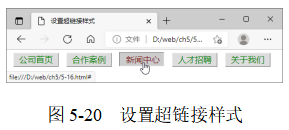 设置超链接样式
文件 | D:/web/ch5/5...
公司首页 合作案例 新闻中心 人才招聘 关于我们
file:///D:/web/ch5/5-16.html#
图 5-20 设置超链接样式